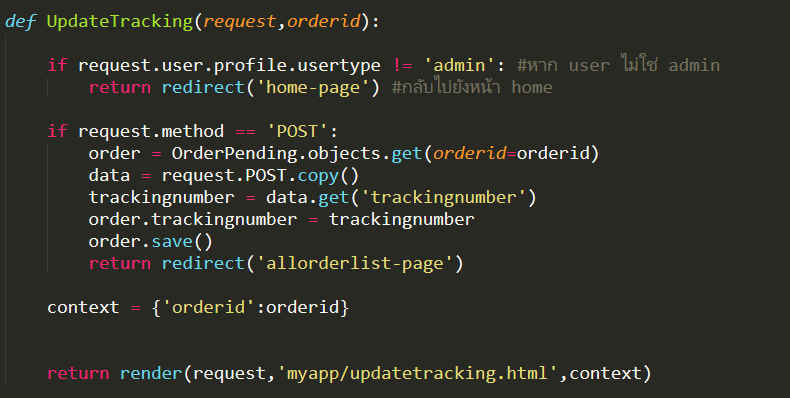 def UpdateTracking(request,orderid):
if request.user.profile.usertype != 'admin': #หาก user ไม่ใช่ admin
return redirect('home-page') #กลับไปยังหน้า home
if request.method == 'POST':
order = OrderPending.objects.get(orderid=orderid)
data = request.POST.copy()
trackingnumber = data.get('trackingnumber')
order.trackingnumber = trackingnumber
order.save()
return redirect('allorderlist-page')
context = {'orderid':orderid}
return render(request,'myapp/updatetracking.html',context)